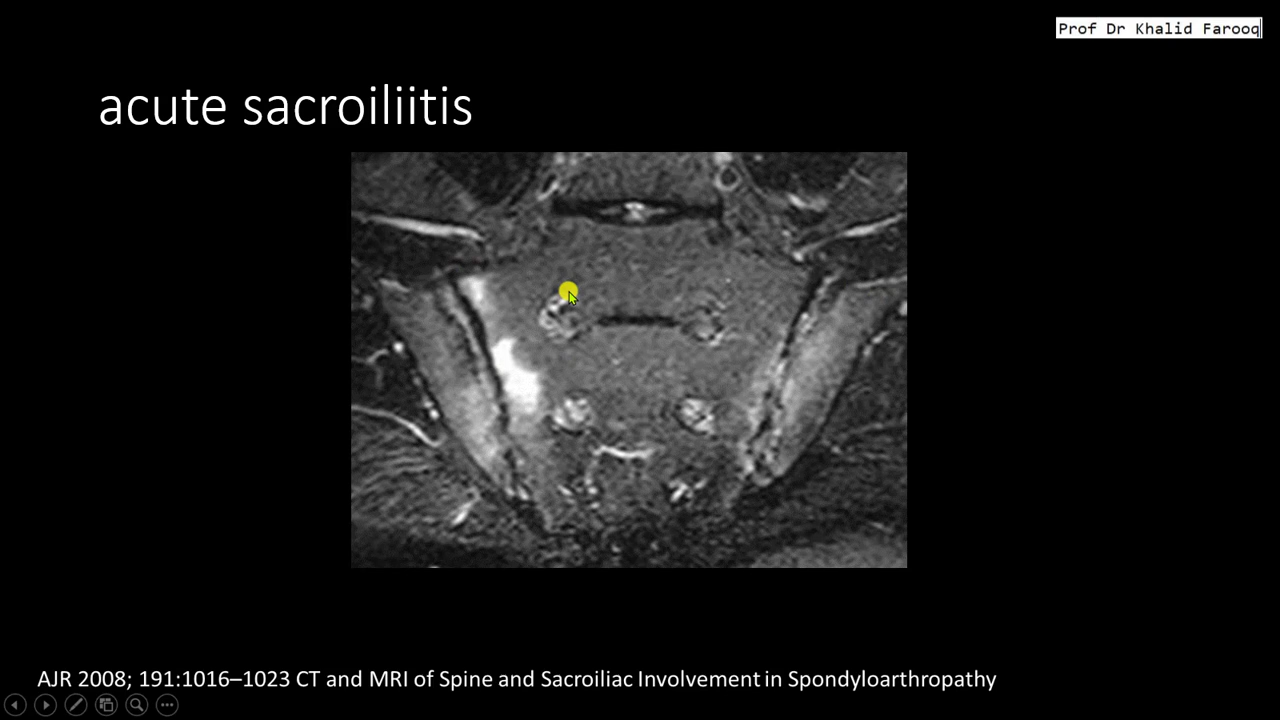 Prof Dr Khalid Farooq
acute sacroiliitis
AJR 2008; 191:1016–1023 CT and MRI of Spine and Sacroiliac Involvement in Spondyloarthropathy